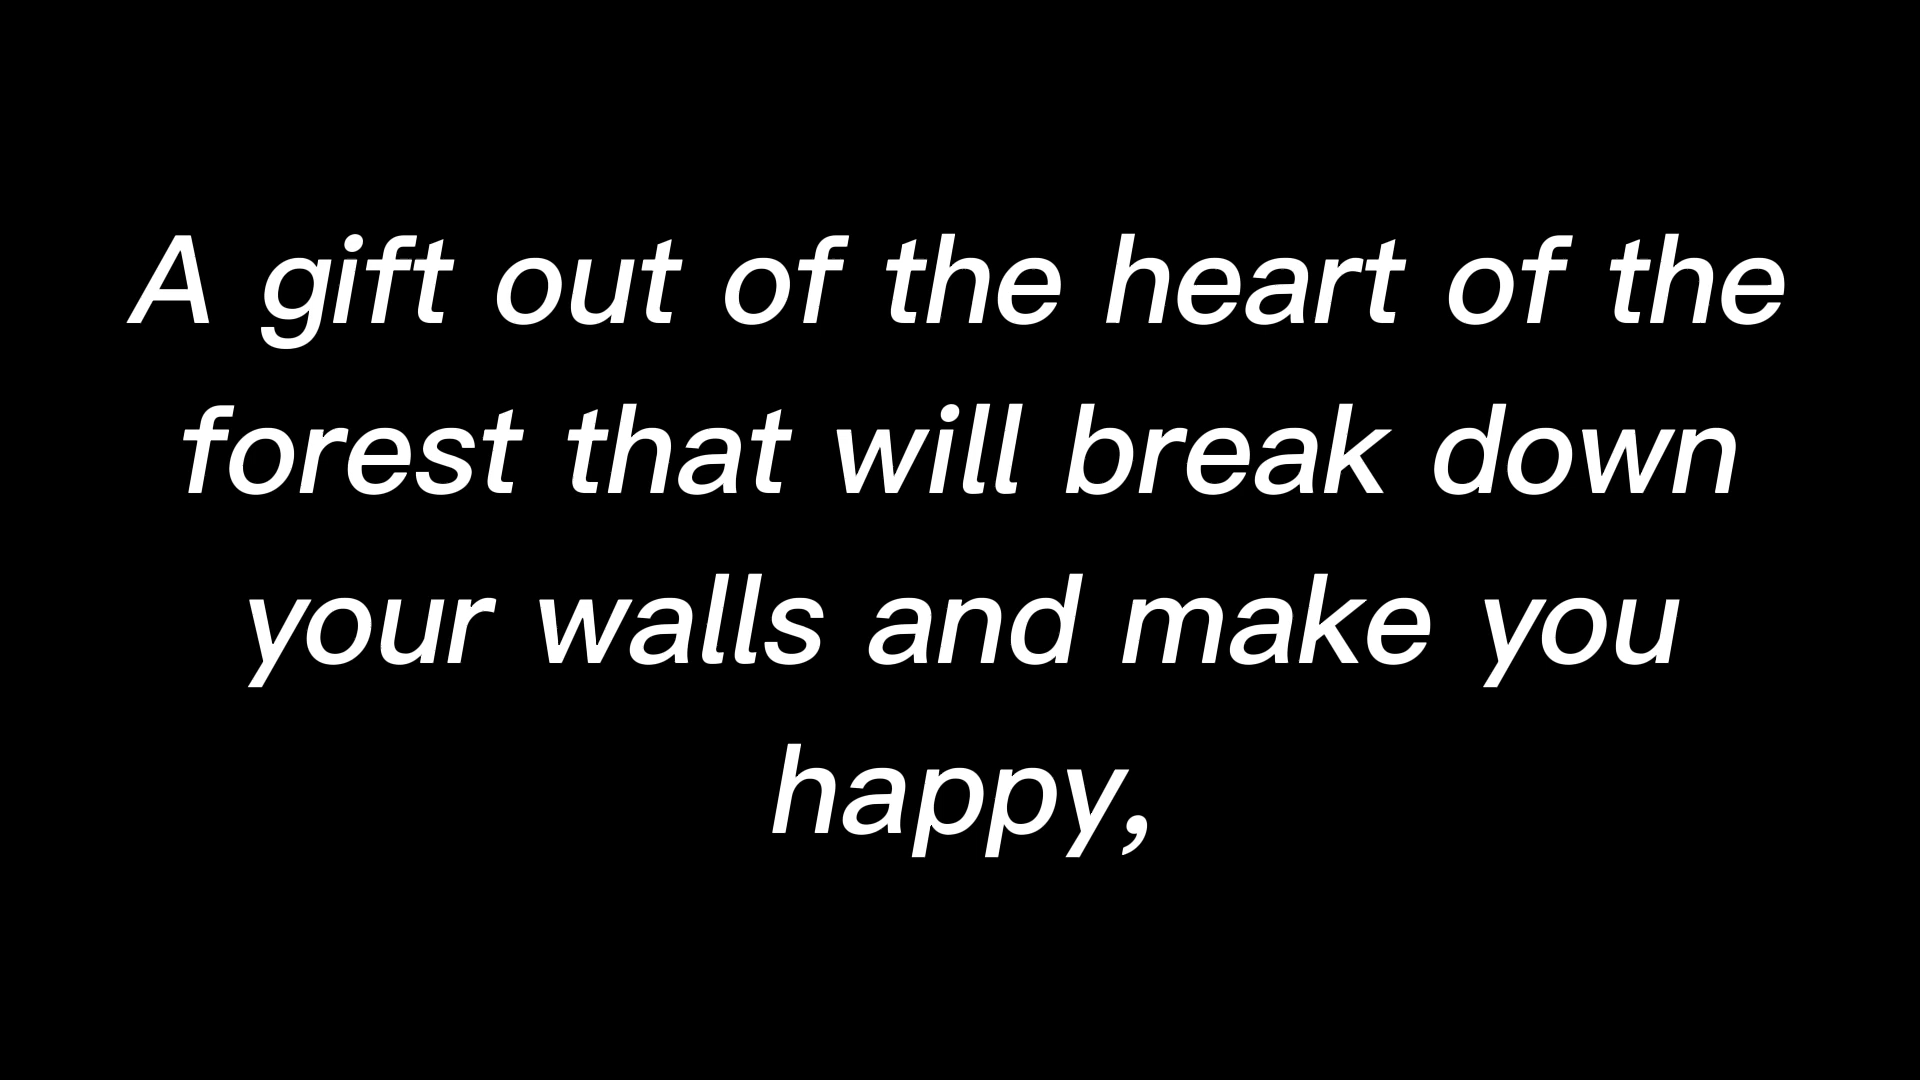 A gift out of the heart of the
forest that will break down
your walls and make you
happy,